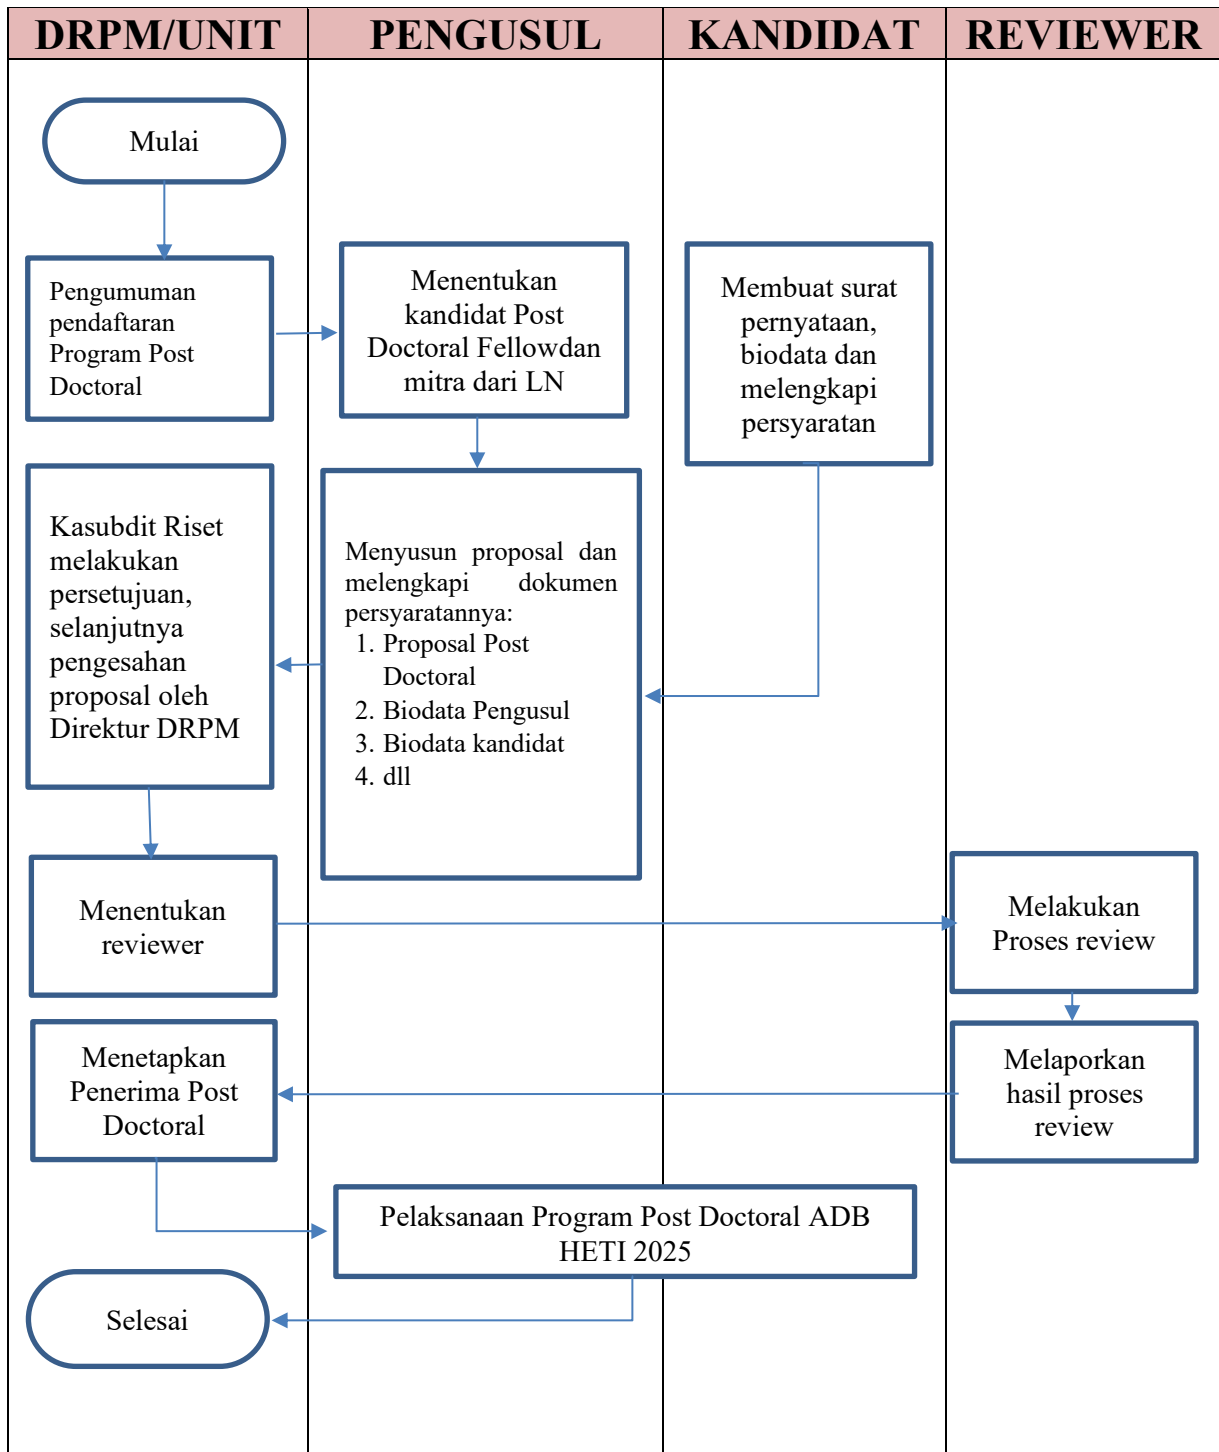 DRPM/UNIT
PENGUSUL
KANDIDAT
REVIEWER
Mulai
Pengumuman
pendaftaran
Program Post
Doctoral
Menentukan
kandidat Post
Doctoral Fellowdan
mitra dari LN
Membuat surat
pernyataan,
biodata dan
melengkapi
persyaratan
Kasubdit Riset
melakukan
persetujuan,
selanjutnya
pengesahan
proposal oleh
Direktur DRPM
Menyusun proposal dan
melengkapi dokumen
persyaratannya:
1. Proposal Post
Doctoral
2. Biodata Pengusul
3. Biodata kandidat
4. dll
Menentukan
reviewer
Melakukan
Proses review
Menetapkan
Penerima Post
Doctoral
Melaporkan
hasil proses
review
Pelaksanaan Program Post Doctoral ADB
HETI 2025
Selesai